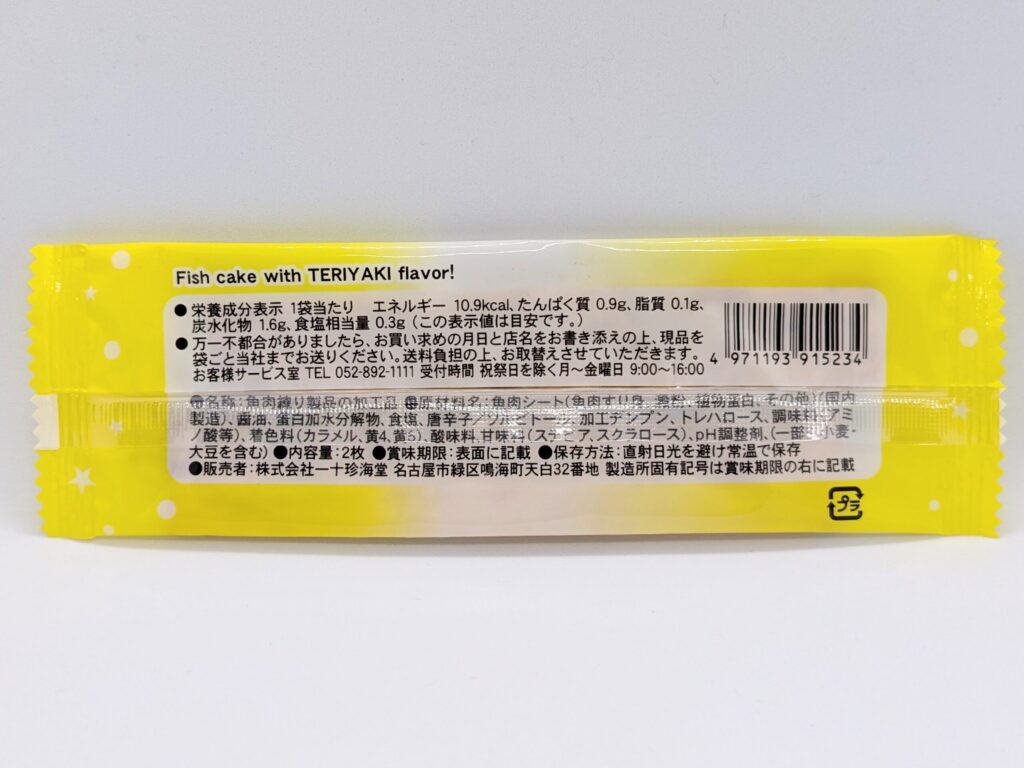 Fish cake with TERIYAKI flavor!
●栄養成分表示 1袋当たり エネルギー 10.9kcal、たんぱく質 0.9g、脂質 0.1g、
炭水化物 1.6g、食塩相当量 0.3g (この表示値は目安です。)
●万一不都合がありましたら、お買い求めの月日と店名をお書き添えの上、現品を
袋ごと当社までお送りください。送料負担の上、お取替えさせていただきます。
お客様サービス室 TEL 052-892-1111 受付時間 祝祭日を除く月～金曜日 9:00～16:00
4 971193 915234
●名称:魚肉練り製品の加工品 ●原材料名:魚肉シート(魚肉すり身、澱粉、植物蛋白、その他)(国内
製造)、醤油、蛋白加水分解物、食塩、唐辛子/ソルビトール、加工デンプン、トレハロース、調味料(アミ
ノ酸等)、着色料(カラメル、黄4、黄5)、酸味料、甘味料(ステビア、スクラロース)、pH調整剤、(一部に小麦・
大豆を含む) ●内容量:2枚 ●賞味期限:表面に記載 ●保存方法:直射日光を避け常温で保存
●販売者:株式会社一十珍海堂 名古屋市緑区鳴海町天白32番地 製造所固有記号は賞味期限の右に記載
プラ